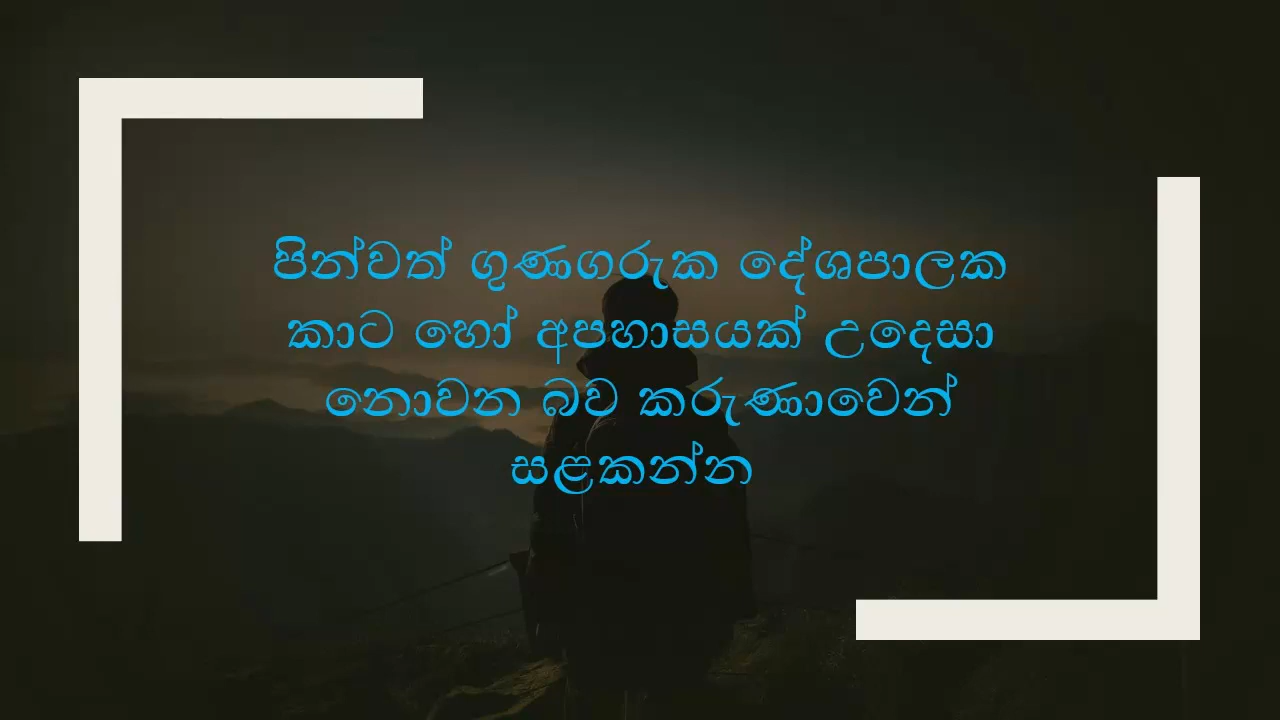 පින්වත් ගුණගරුක දේශපාලක
කාට හෝ අපහාසයක් උදෙසා
නොවන බව කරුණාවෙන්
සළකන්න